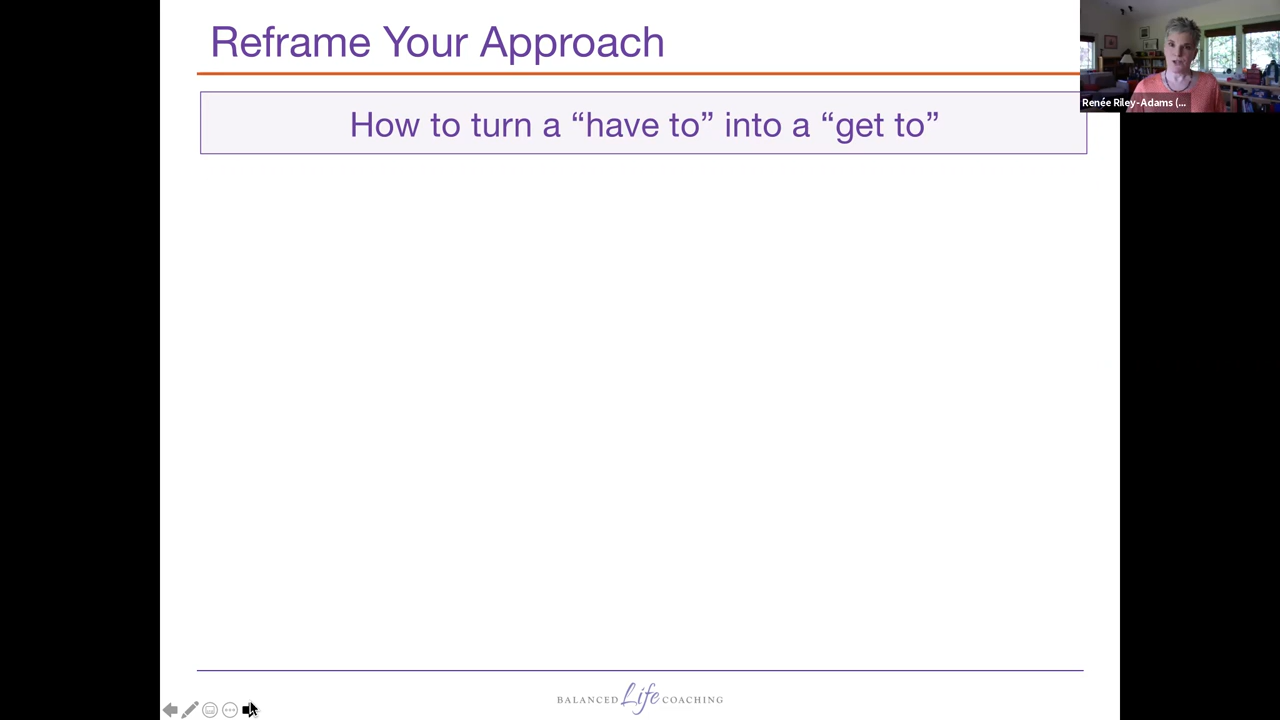 Reframe Your Approach
Renée Riley-Adams (...
How to turn a “have to” into a “get to”
BALANCED Life COACHING